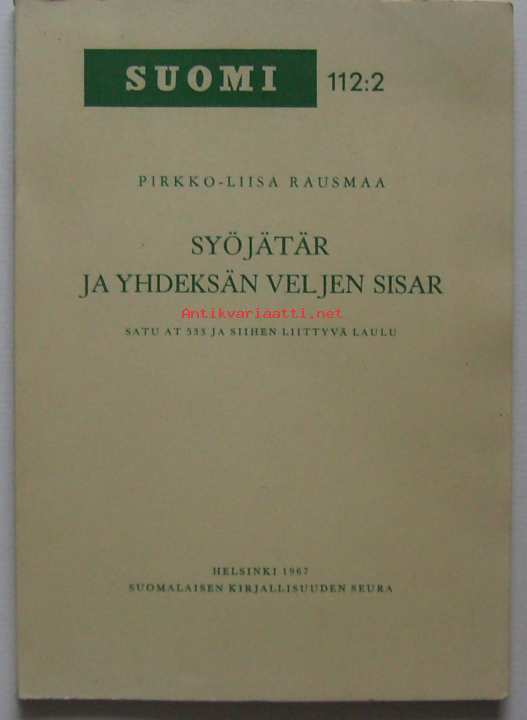 SUOMI 112:2
PIRKKO-LIISA RAUSMAA
SYÖJÄTÄR
JA YHDEKSÄN VELJEN SISAR
Antikvariaatti.net
SATU AT 533 JA SIIHEN LIITTYVÄ LAULU
HELSINKI 1967
SUOMALAISEN KIRJALLISUUDEN SEURA